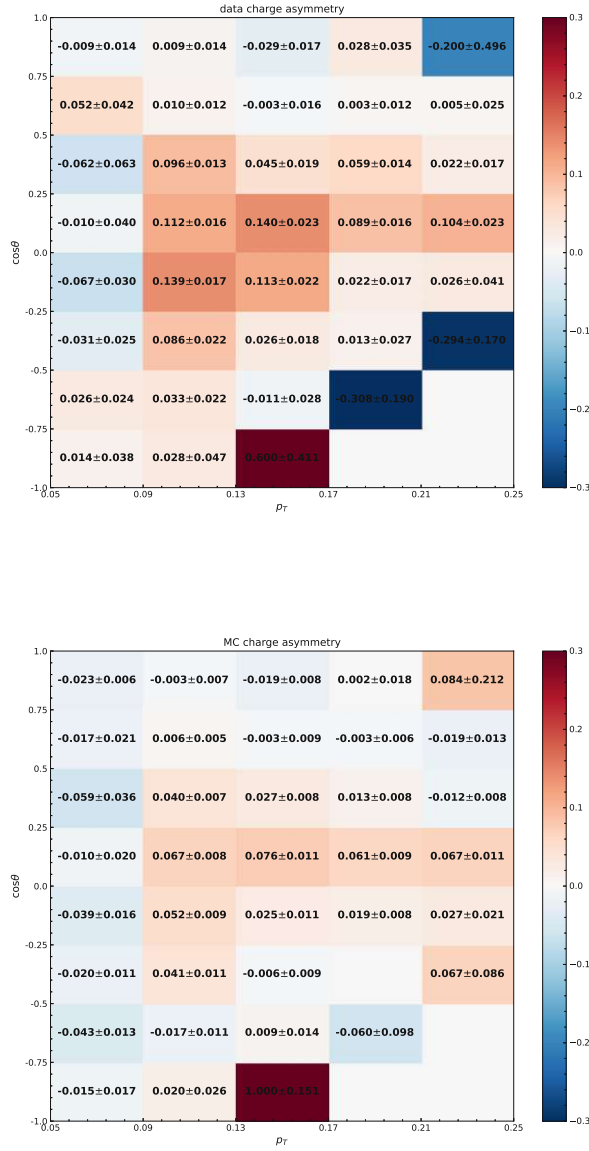 data charge asymmetry
1.0
0.75
0.5
0.25
0.0
-0.25
-0.5
-0.75
-1.0
cosθ
-0.009±0.014 0.009±0.014 -0.029±0.017 0.028±0.035 -0.200±0.496
0.052±0.042 0.010±0.012 -0.003±0.016 0.003±0.012 0.005±0.025
-0.062±0.063 0.096±0.013 0.045±0.019 0.059±0.014 0.022±0.017
-0.010±0.040 0.112±0.016 0.140±0.023 0.089±0.016 0.104±0.023
-0.067±0.030 0.139±0.017 0.113±0.022 0.022±0.017 0.026±0.041
-0.031±0.025 0.086±0.022 0.026±0.018 0.013±0.027 -0.294±0.170
0.026±0.024 0.033±0.022 -0.011±0.028 -0.308±0.190
0.014±0.038 0.028±0.047 0.600±0.411
0.05 0.09 0.13 0.17 0.21 0.25
p_T
0.3
0.2
0.1
0.0
−0.1
−0.2
−0.3
MC charge asymmetry
1.0
0.75
0.5
0.25
0.0
-0.25
-0.5
-0.75
-1.0
cosθ
-0.023±0.006 -0.003±0.007 -0.019±0.008 0.002±0.018 0.084±0.212
-0.017±0.021 0.006±0.005 -0.003±0.009 -0.003±0.006 -0.019±0.013
-0.059±0.036 0.040±0.007 0.027±0.008 0.013±0.008 -0.012±0.008
-0.010±0.020 0.067±0.008 0.076±0.011 0.061±0.009 0.067±0.011
-0.039±0.016 0.052±0.009 0.025±0.011 0.019±0.008 0.027±0.021
-0.020±0.011 0.041±0.011 -0.006±0.009 0.067±0.086
-0.043±0.013 -0.017±0.011 0.009±0.014 -0.060±0.098
-0.015±0.017 0.020±0.026 1.000±0.151
0.05 0.09 0.13 0.17 0.21 0.25
p_T
0.3
0.2
0.1
0.0
−0.1
−0.2
−0.3